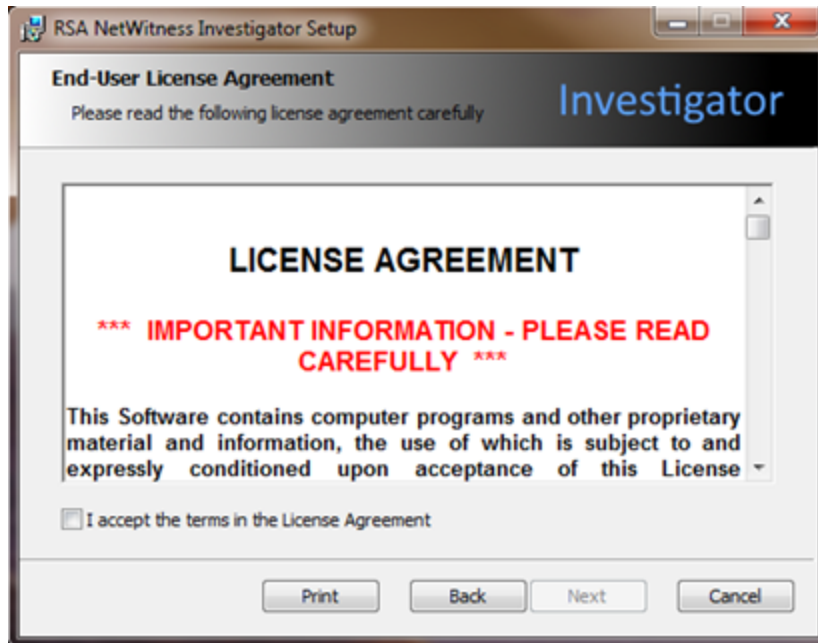 RSA NetWitness Investigator Setup
End-User License Agreement
Please read the following license agreement carefully
Investigator
LICENSE AGREEMENT
*** IMPORTANT INFORMATION - PLEASE READ
CAREFULLY ***
This Software contains computer programs and other proprietary
material and information, the use of which is subject to and
expressly conditioned upon acceptance of this License
I accept the terms in the License Agreement
Print Back Next Cancel